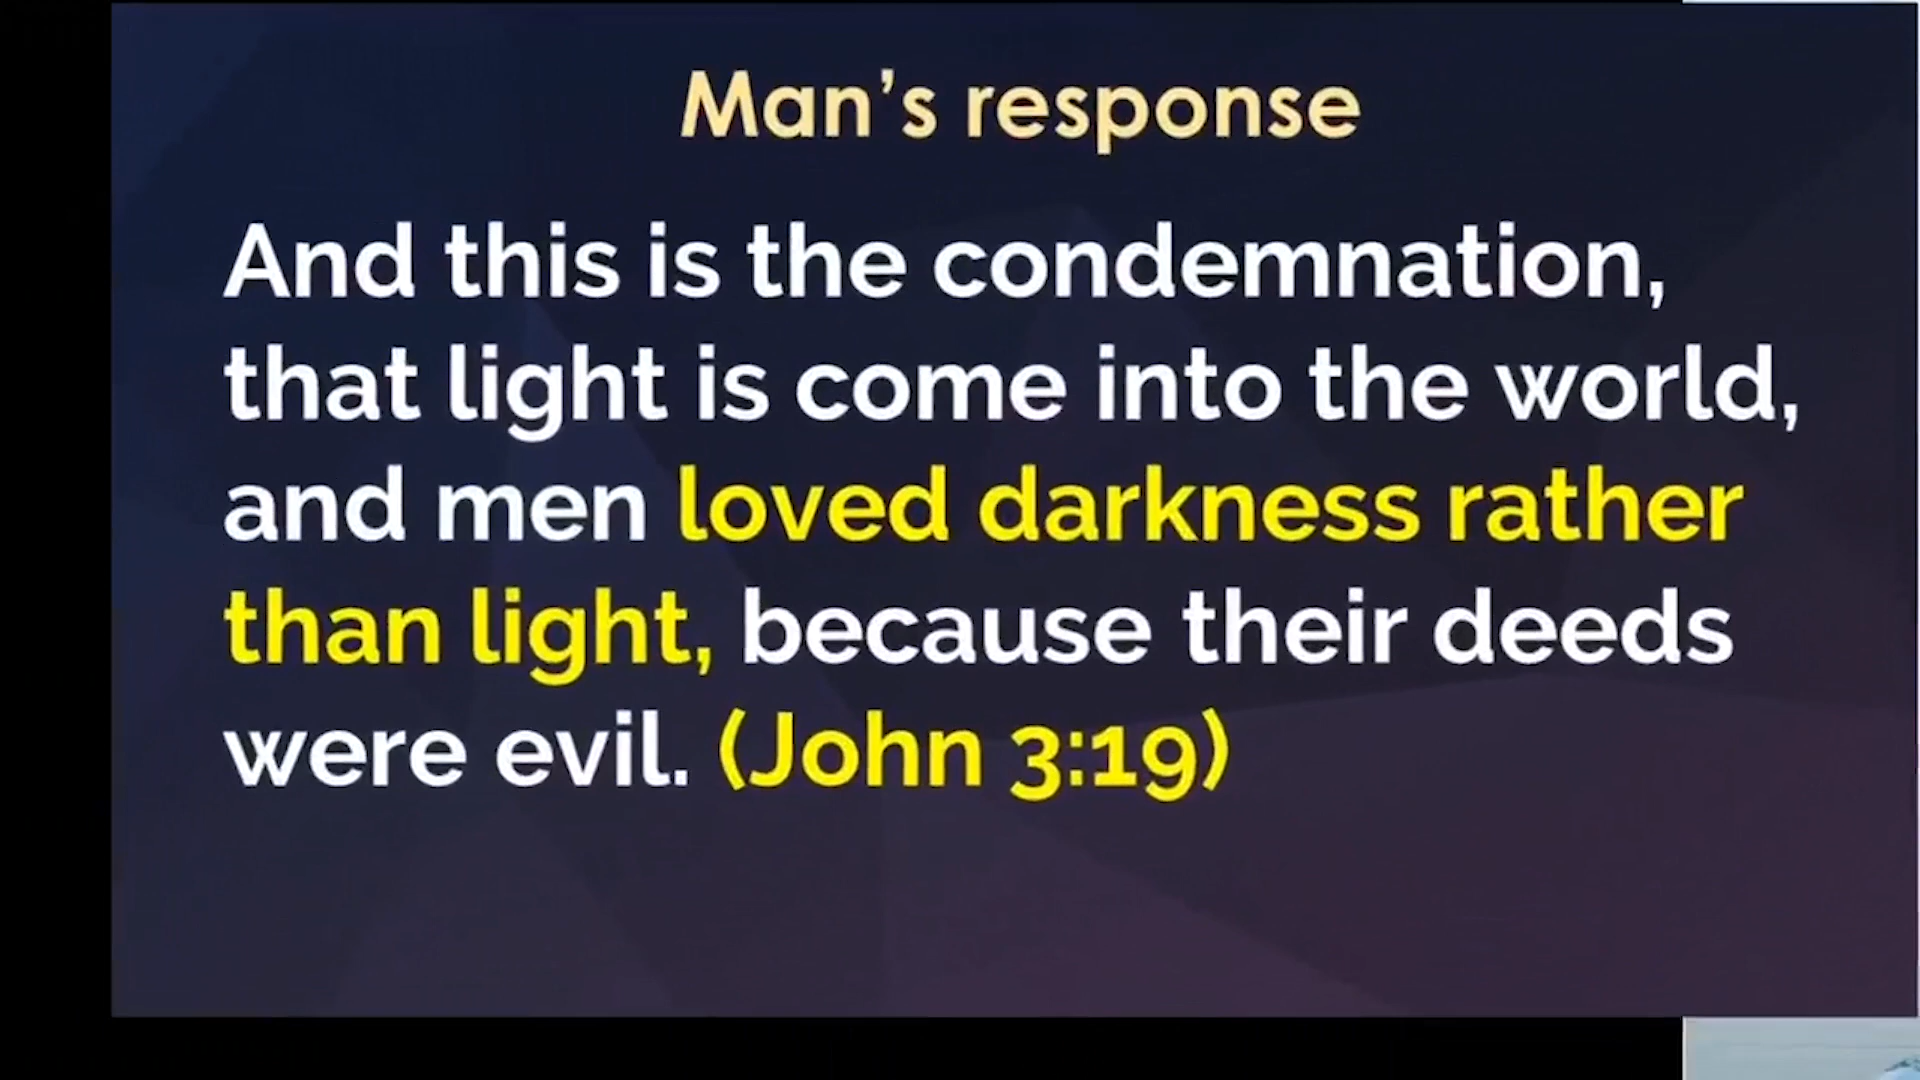 Man's response
And this is the condemnation,
that light is come into the world,
and men loved darkness rather
than light, because their deeds
were evil. (John 3:19)